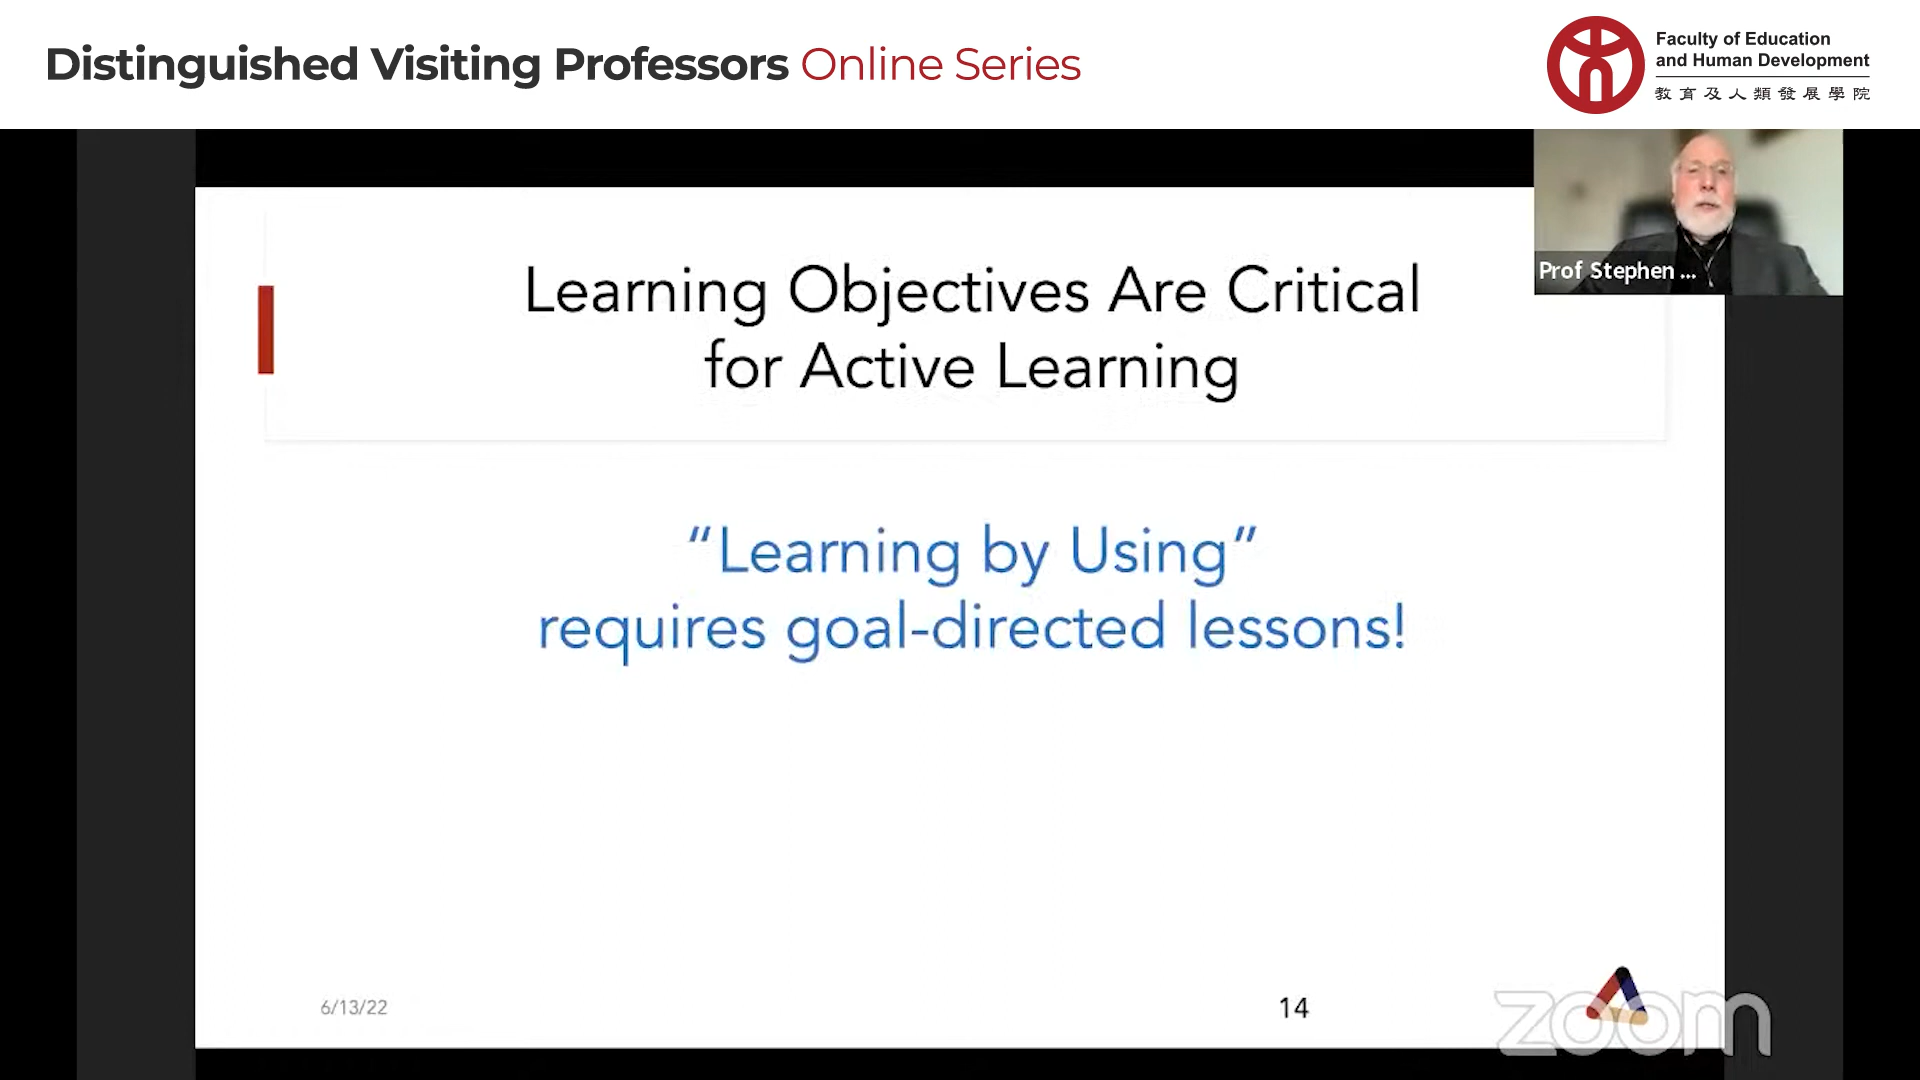 Distinguished Visiting Professors Online Series
Faculty of Education
and Human Development
教育及人類發展學院
Prof Stephen ...
Learning Objectives Are Critical
for Active Learning
“Learning by Using”
requires goal-directed lessons!
6/13/22
14
zoom